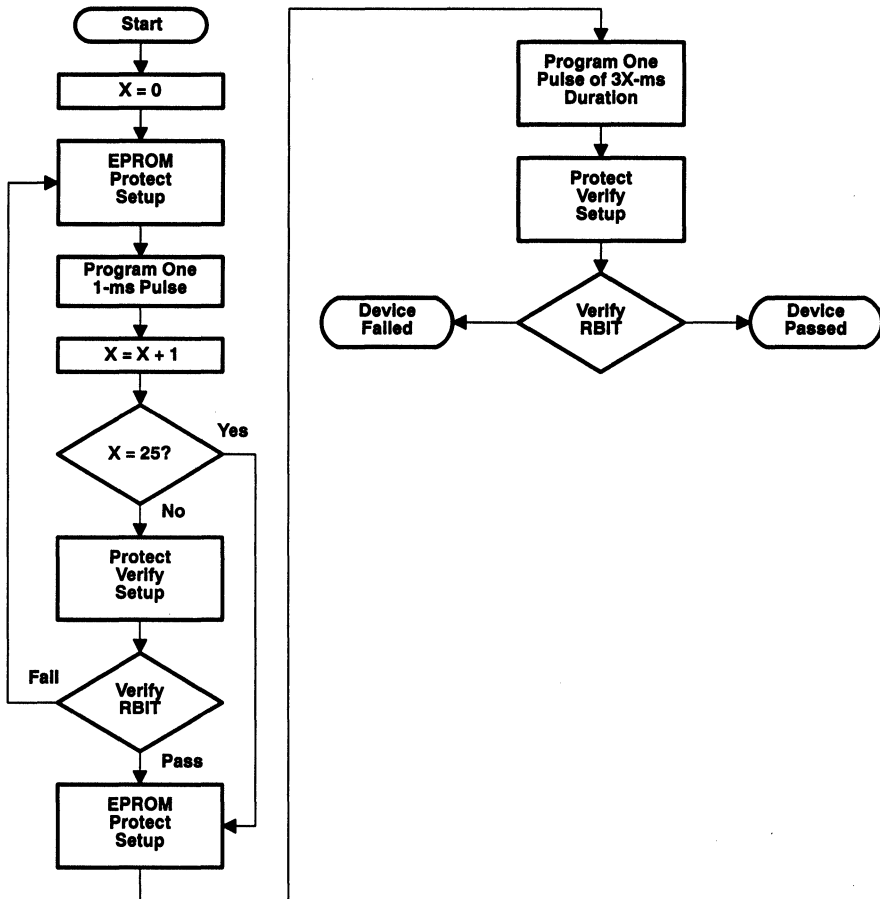 Start
X = 0
EPROM
Protect
Setup
Program One
1-ms Pulse
X = X + 1
X = 25?
Yes
No
Protect
Verify
Setup
Fail
Verify
RBIT
Pass
EPROM
Protect
Setup
Program One
Pulse of 3X-ms
Duration
Protect
Verify
Setup
Verify
RBIT
Device
Failed
Device
Passed